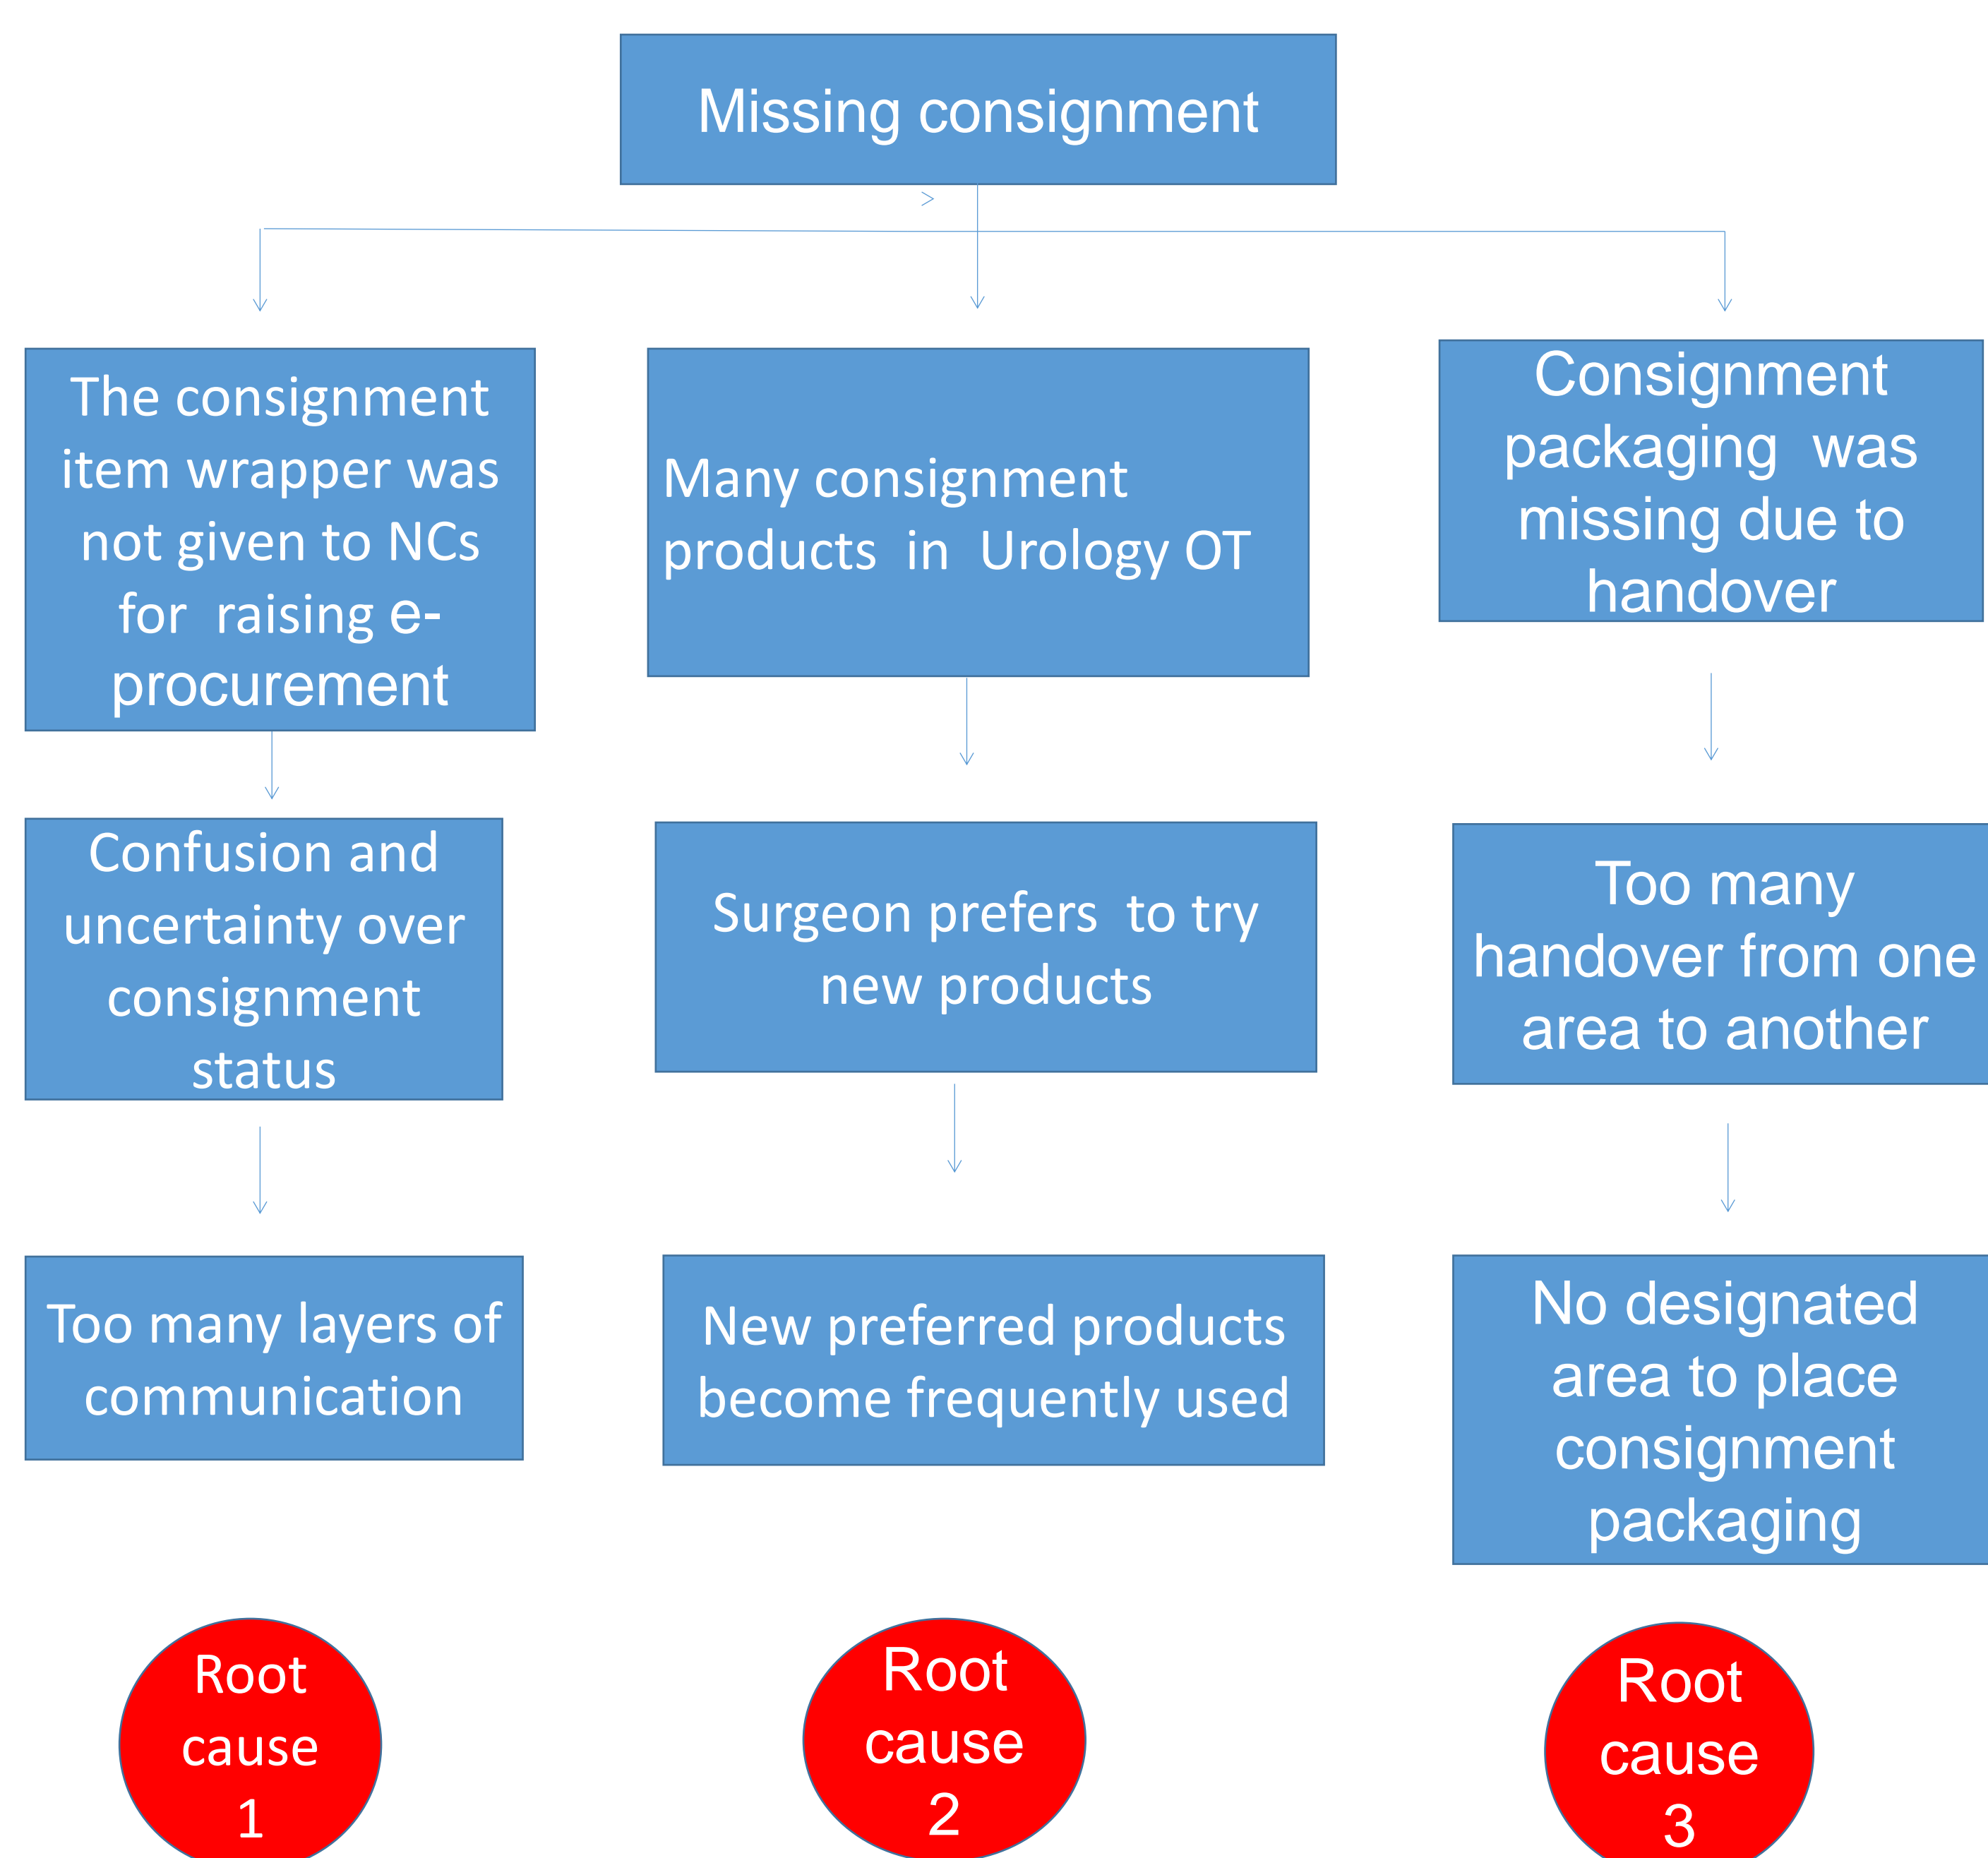 Missing consignment
The consignment
item wrapper was
not given to NCs
for raising e-
procurement
Many consignment
products in Urology OT
Consignment
packaging was
missing due to
handover
Confusion and
uncertainty over
consignment
status
Surgeon prefers to try
new products
Too many
handover from one
area to another
Too many layers of
communication
New preferred products
become frequently used
No designated
area to place
consignment
packaging
Root
cause
1
Root
cause
2
Root
cause
3